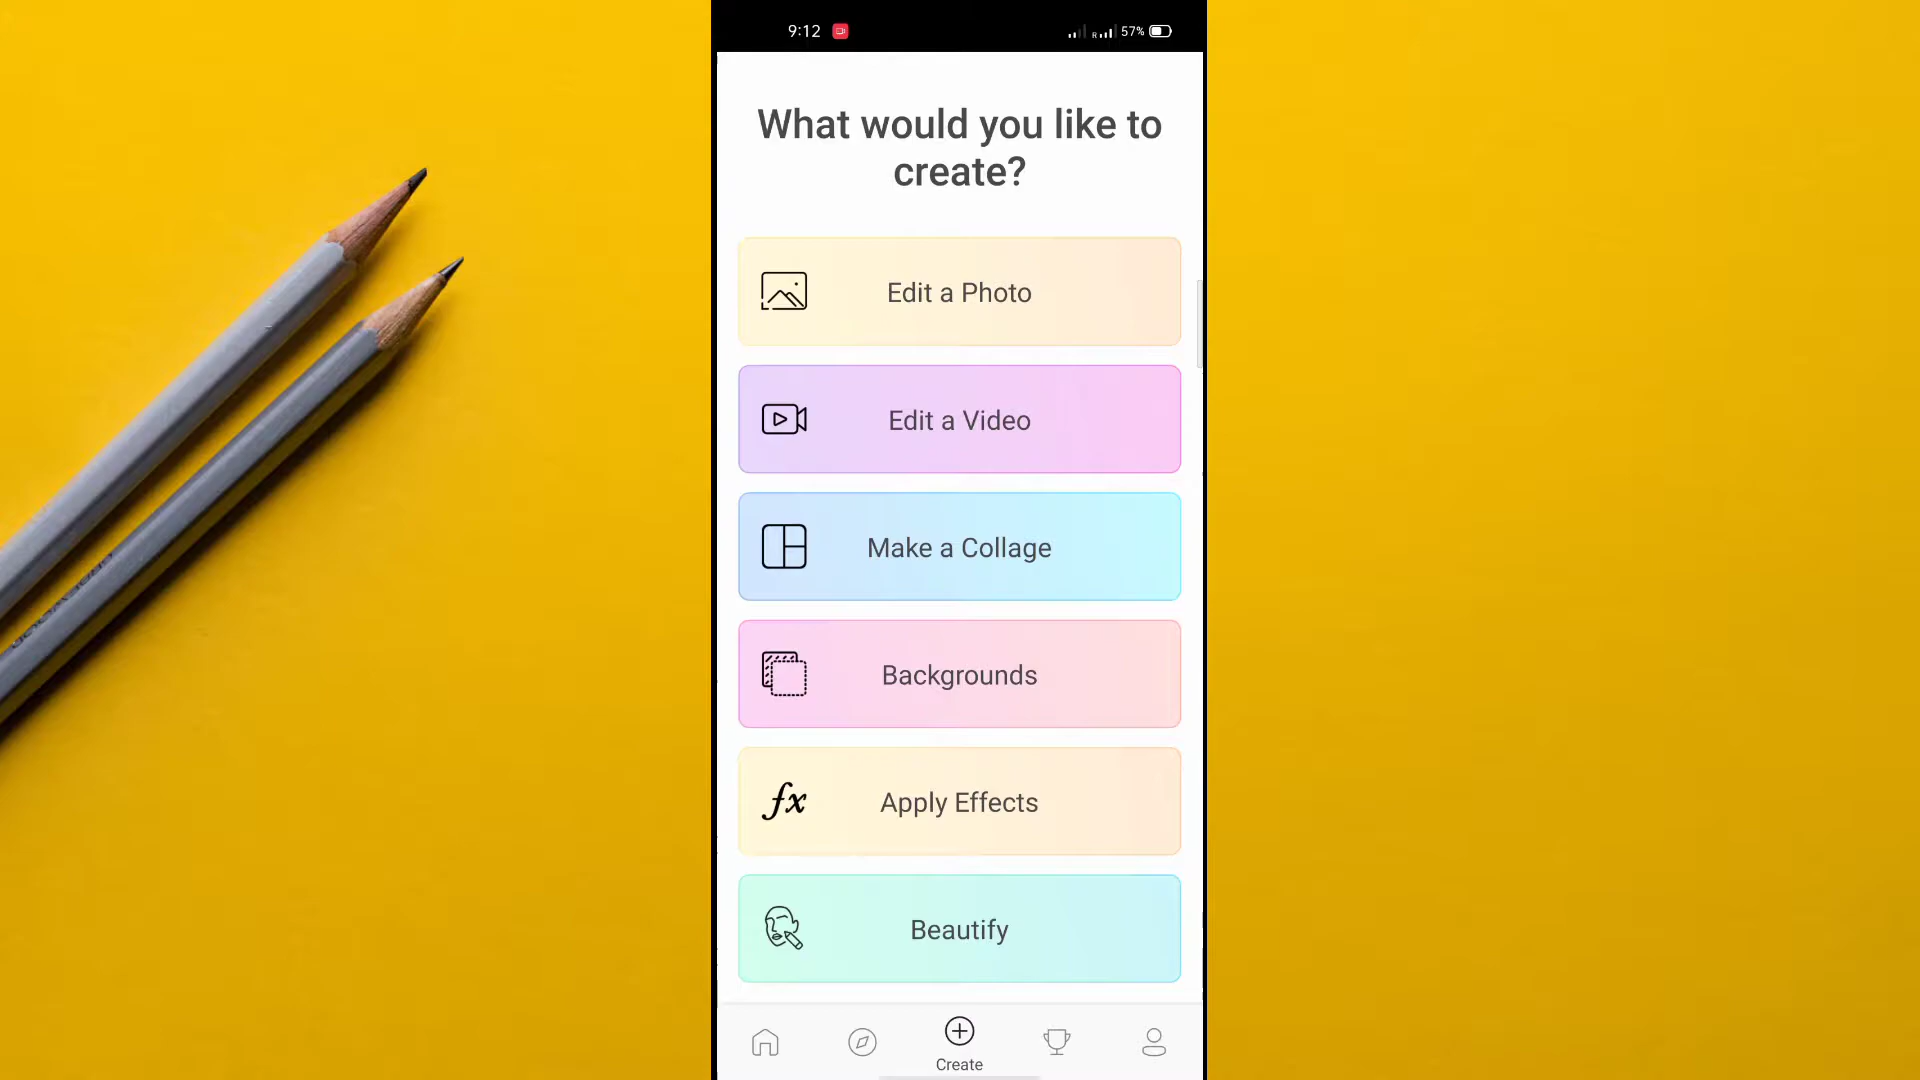 9:12
R
57%
What would you like to
create?
Edit a Photo
Edit a Video
Make a Collage
Backgrounds
fx
Apply Effects
Beautify
Create